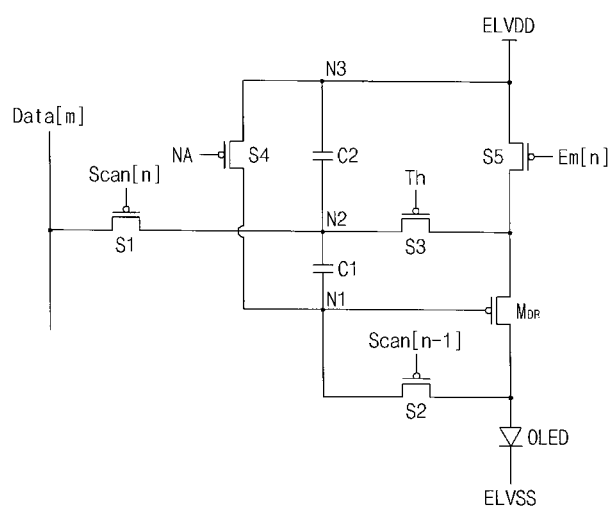 ELVDD
N3
Data[m]
NA
S4
C2
S5
Em[n]
Scan[n]
Th
N2
S1
S3
C1
N1
MDR
Scan[n-1]
S2
OLED
ELVSS